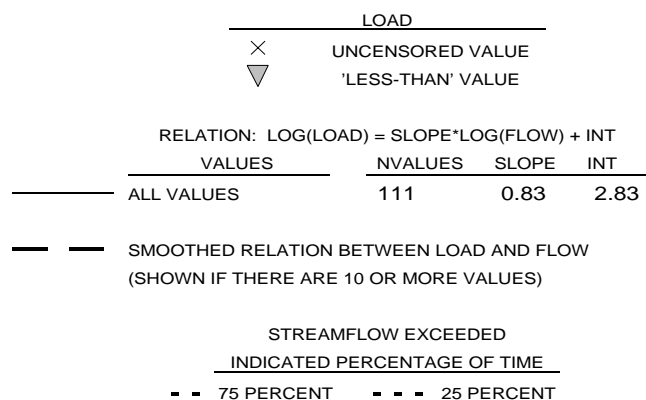 LOAD
UNCENSORED VALUE
'LESS-THAN' VALUE
RELATION: LOG(LOAD) = SLOPE*LOG(FLOW) + INT
VALUES NVALUES SLOPE INT
ALL VALUES 111 0.83 2.83
SMOOTHED RELATION BETWEEN LOAD AND FLOW
(SHOWN IF THERE ARE 10 OR MORE VALUES)
STREAMFLOW EXCEEDED
INDICATED PERCENTAGE OF TIME
75 PERCENT 25 PERCENT